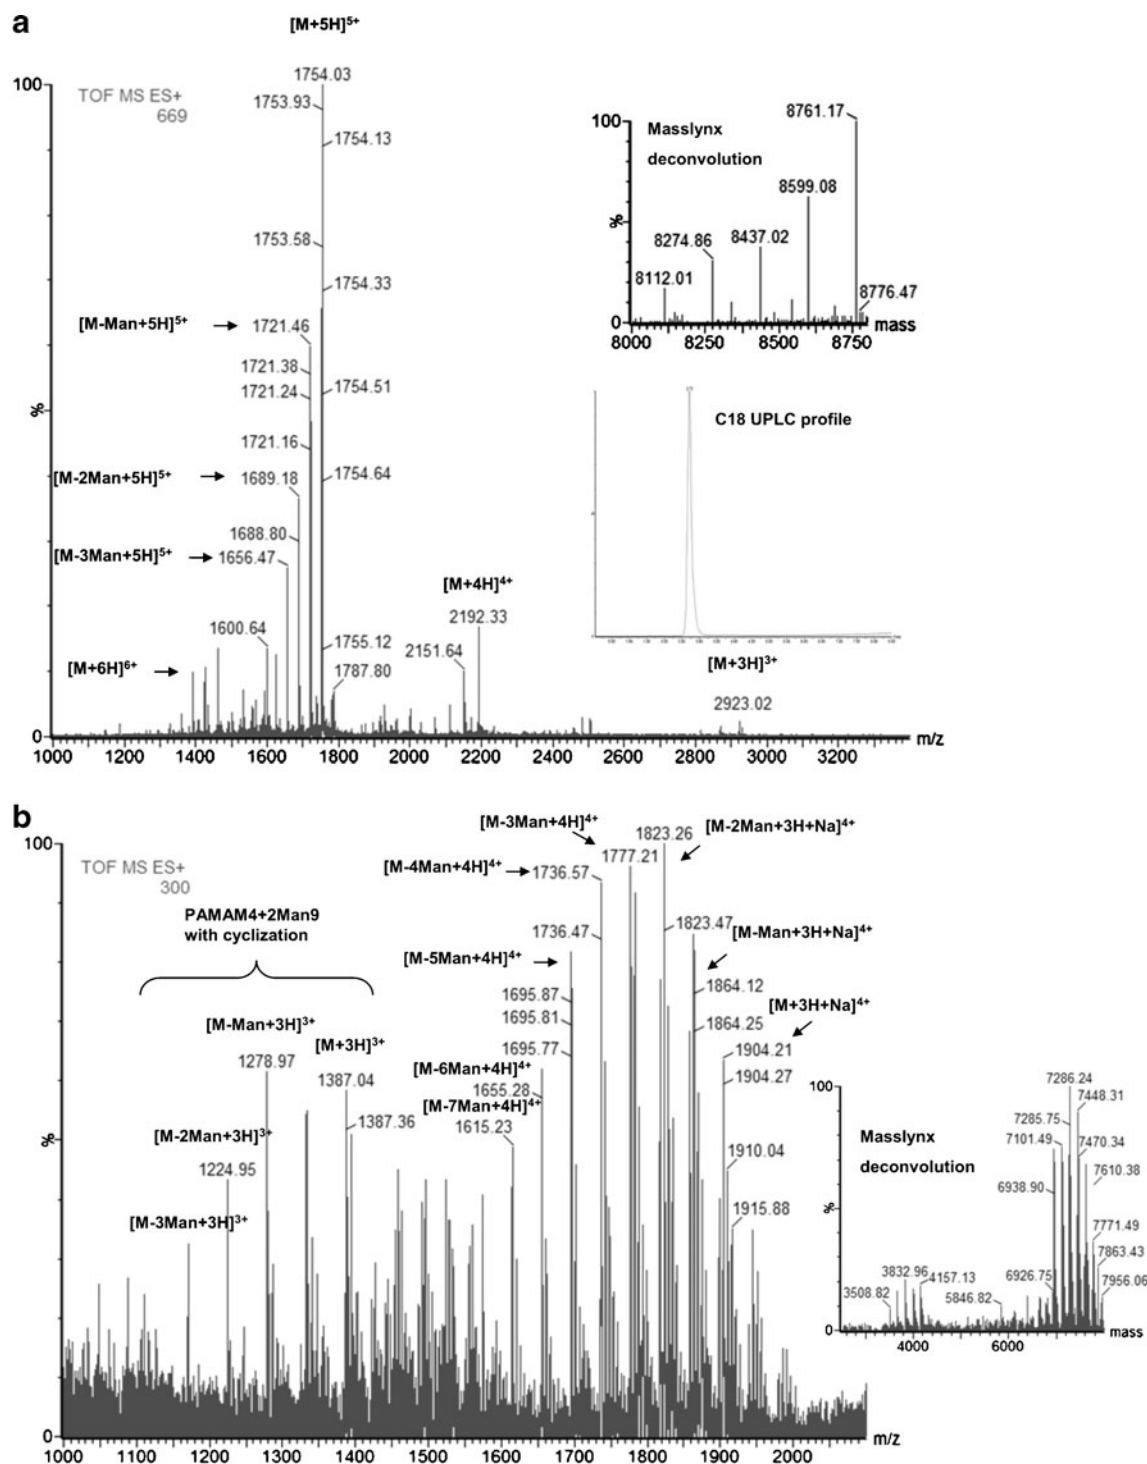 a
[M+5H]5+
1754.03
100
TOF MS ES+
669
1753.93
1754.13
1753.58
1754.33
[M-Man+5H]5+
1721.46
1721.38
1721.24
1754.51
1721.16
[M-2Man+5H]5+
1689.18
1754.64
1688.80
[M-3Man+5H]5+
1656.47
[M+4H]4+
2192.33
1600.64
1755.12
2151.64
[M+6H]6+
1787.80
[M+3H]3+
2923.02
%
0
1000 1200 1400 1600 1800 2000 2200 2400 2600 2800 3000 3200
m/z
100
Masslynx
deconvolution
8761.17
8599.08
8437.02
8274.86
8112.01
8776.47
%
0
8000 8250 8500 8750
mass
C18 UPLC profile
b
100
TOF MS ES+
300
PAMAM4+2Man9
with cyclization
[M-3Man+4H]4+
1823.26
[M-2Man+3H+Na]4+
1777.21
[M-4Man+4H]4+
1736.57
1736.47
1823.47
[M-Man+3H+Na]4+
[M-5Man+4H]4+
1695.87
1864.12
1695.81
1864.25
[M+3H+Na]4+
1695.77
1904.21
[M-Man+3H]3+
1278.97
[M+3H]3+
1387.04
[M-6Man+4H]4+
1655.28
1904.27
[M-7Man+4H]4+
1615.23
1387.36
[M-2Man+3H]3+
1224.95
1910.04
[M-3Man+3H]3+
1915.88
%
0
1000 1100 1200 1300 1400 1500 1600 1700 1800 1900 2000
m/z
100
Masslynx
deconvolution
7286.24
7448.31
7285.75
7101.49
7470.34
6938.90
7610.38
%
7771.49
3832.96
7863.43
6926.75
4157.13
3508.82
5846.82
7956.06
0
4000 6000
mass